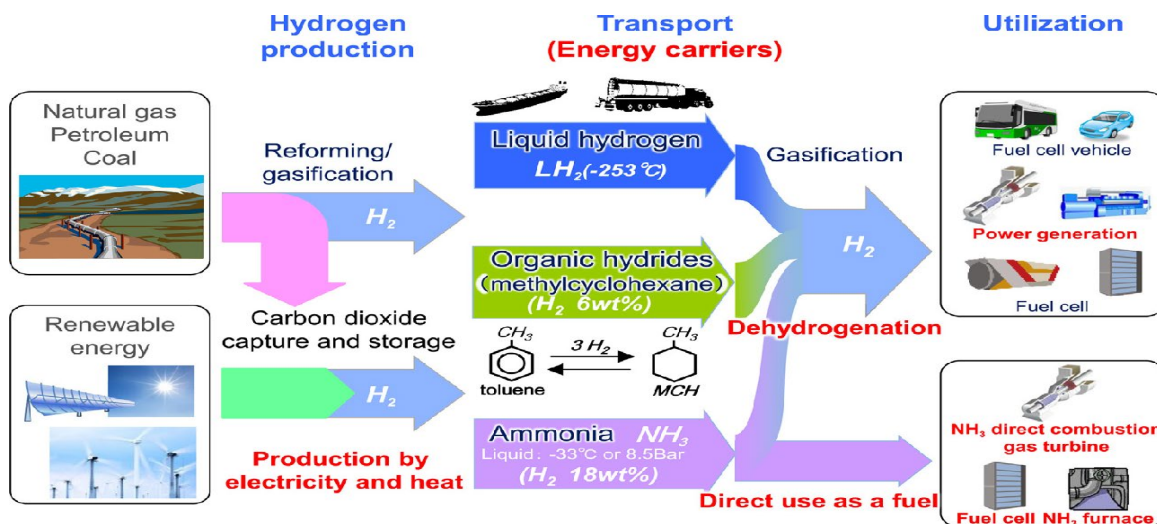 Hydrogen
production
Transport
(Energy carriers)
Utilization
Natural gas
Petroleum
Coal
Reforming/
gasification
H₂
Carbon dioxide
capture and storage
Renewable
energy
H₂
Production by
electricity and heat
Liquid hydrogen
LH₂(-253℃)
Organic hydrides
(methylcyclohexane)
(H₂ 6wt%)
CH₃
3 H₂
CH₃
toluene
MCH
Ammonia NH₃
Liquid: -33℃ or 8.5Bar
(H₂ 18wt%)
Gasification
H₂
Dehydrogenation
Direct use as a fuel
Fuel cell vehicle
Power generation
Fuel cell
NH₃ direct combustion
gas turbine
Fuel cell NH₃ furnace